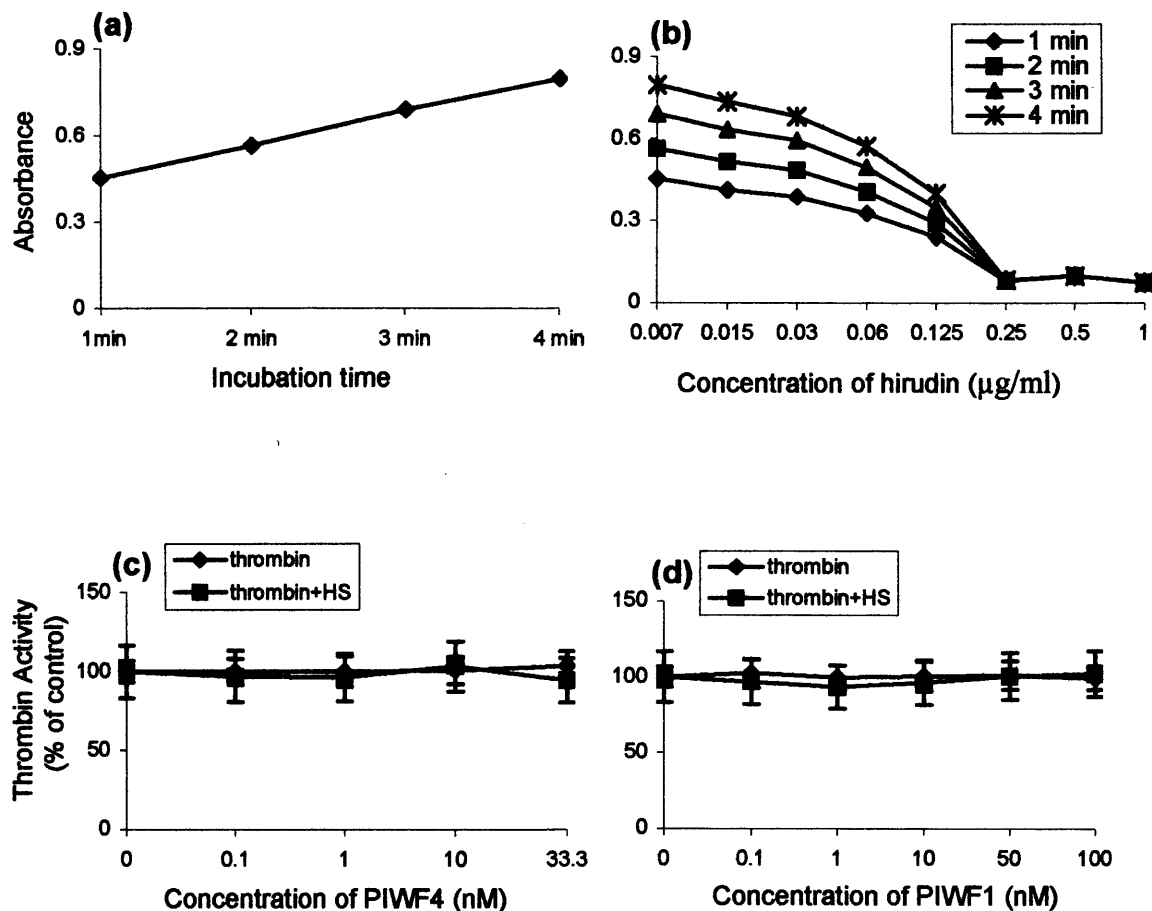 (a)
0.9
0.6
0.3
0
Absorbance
1min 2 min 3 min 4 min
Incubation time
(b)
1 min
2 min
3 min
4 min
0.9
0.6
0.3
0
0.007 0.015 0.03 0.06 0.125 0.25 0.5 1
Concentration of hirudin (µg/ml)
(c)
thrombin
thrombin+HS
150
100
50
0
Thrombin Activity
(% of control)
0 0.1 1 10 33.3
Concentration of PIWF4 (nM)
(d)
thrombin
thrombin+HS
150
100
50
0
0 0.1 1 10 50 100
Concentration of PIWF1 (nM)